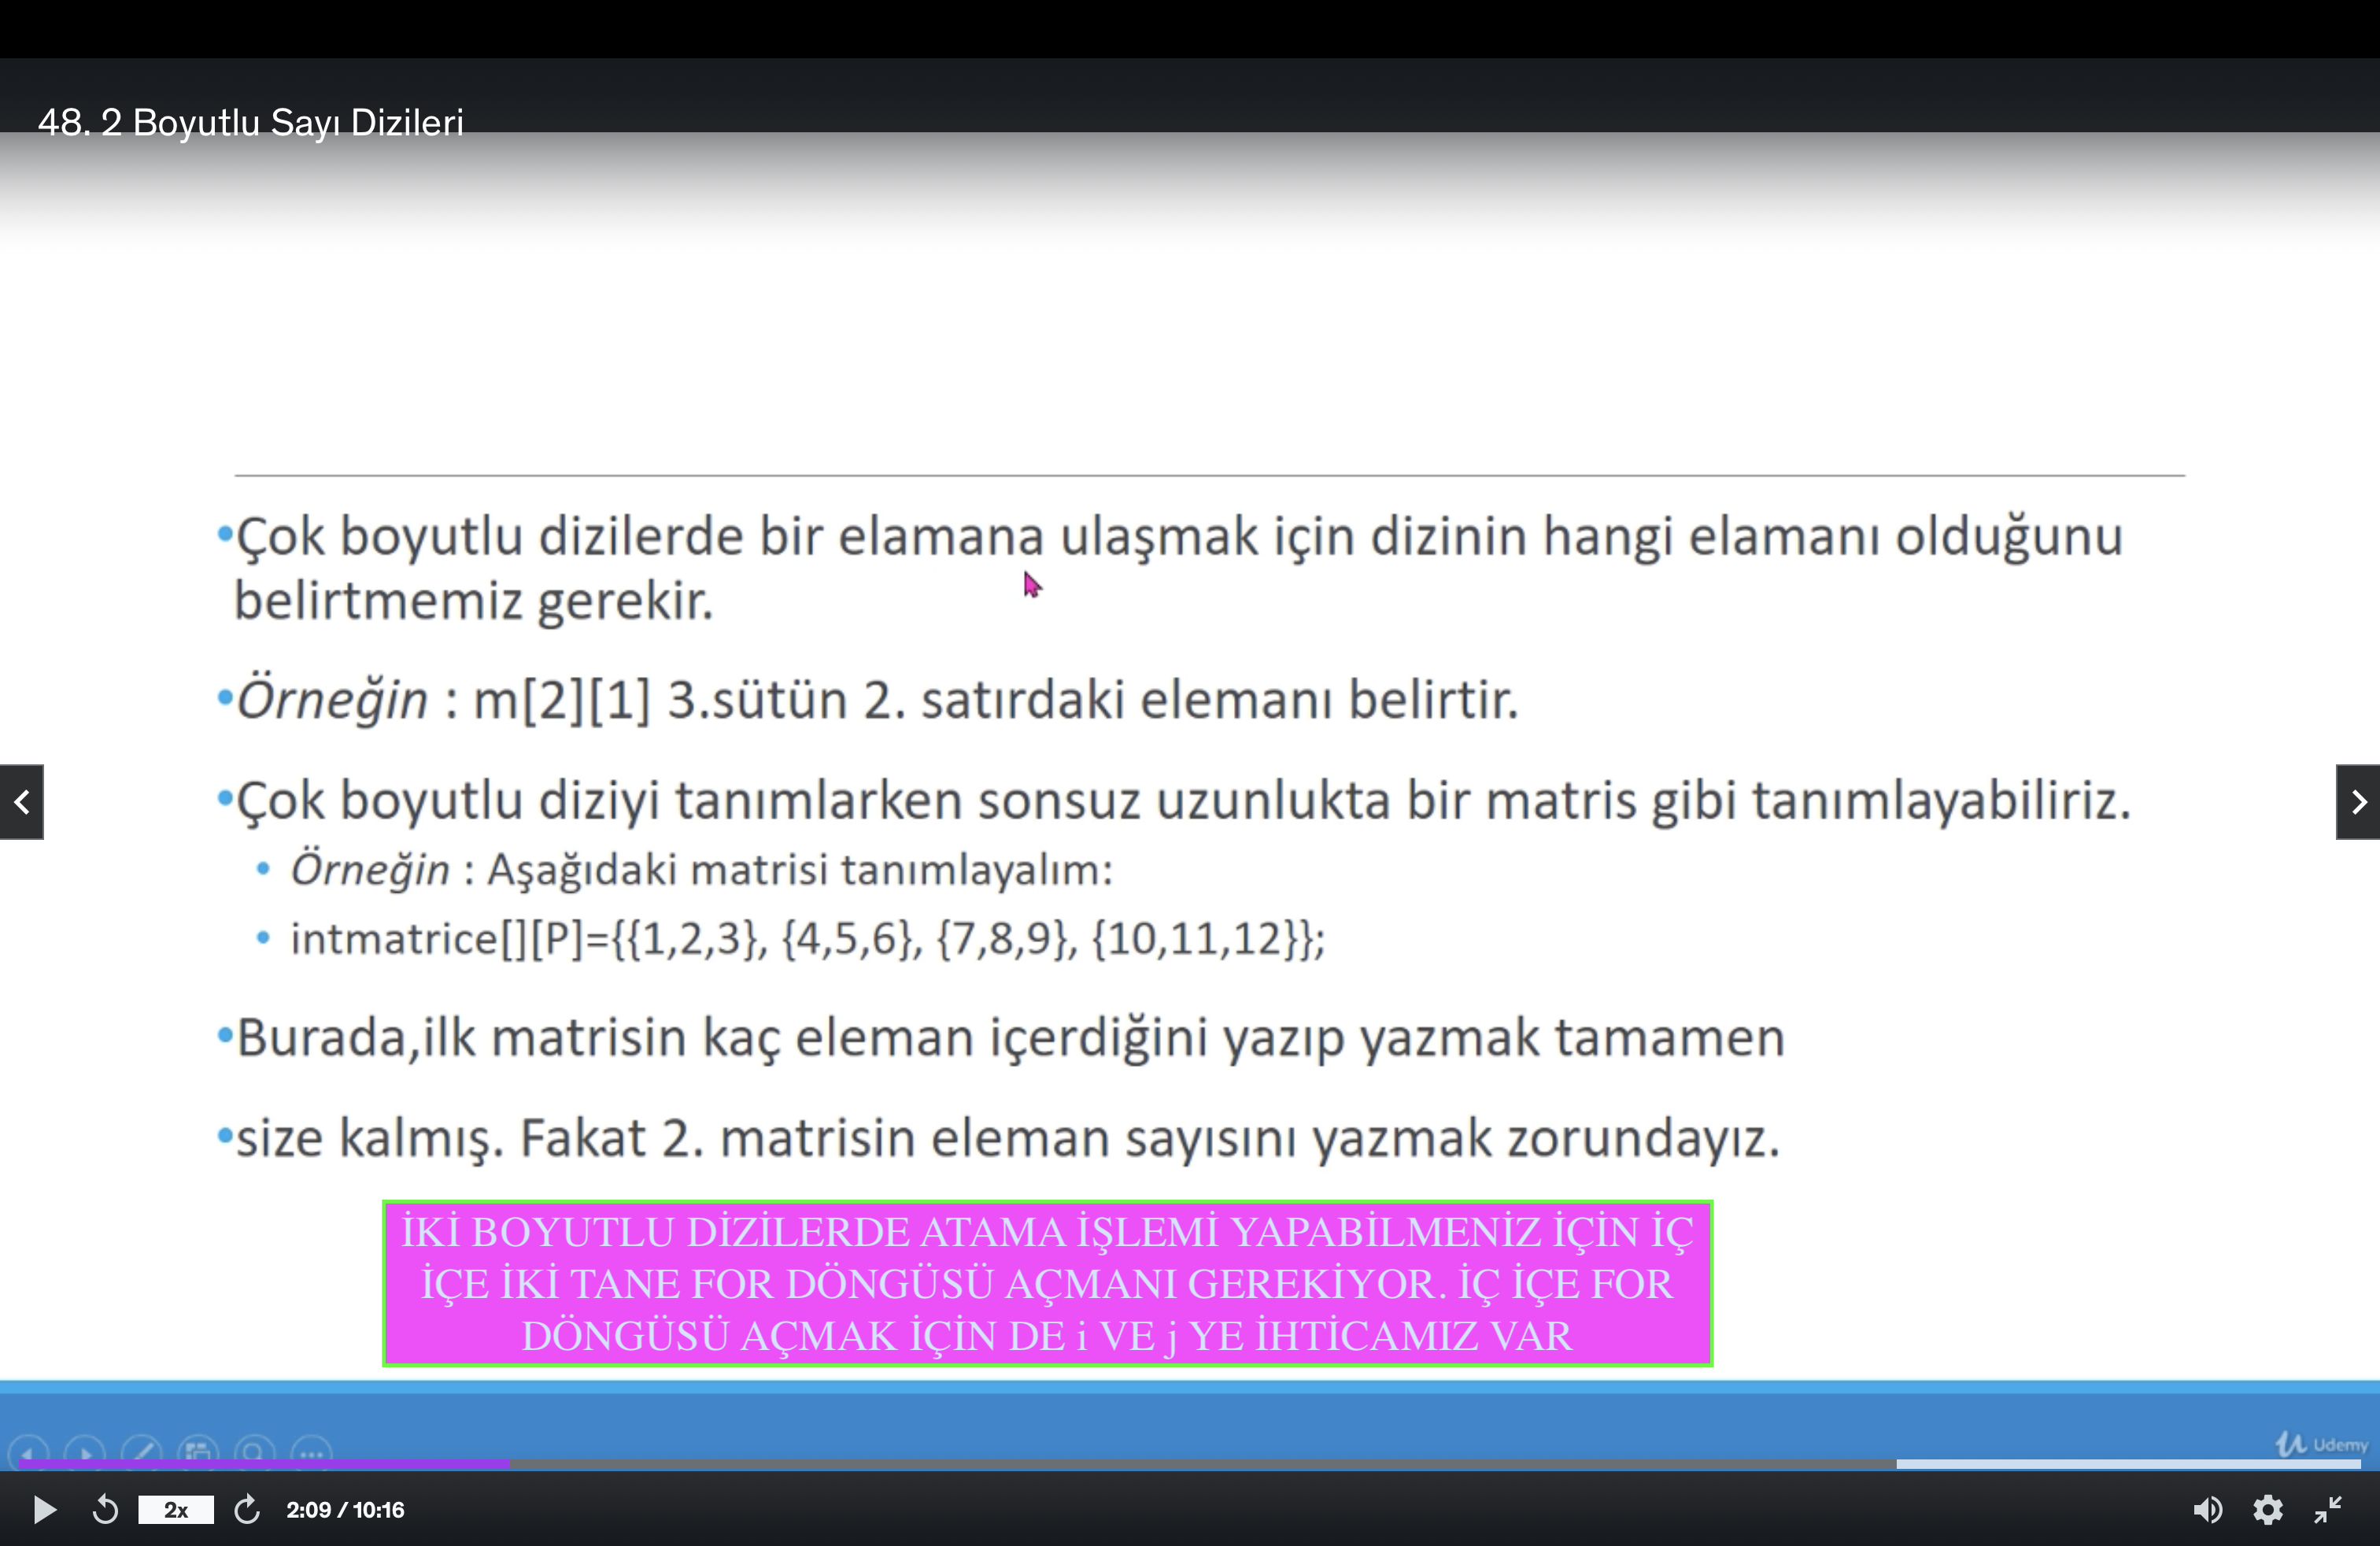 48. 2 Boyutlu Sayı Dizileri
•Çok boyutlu dizilerde bir elamana ulaşmak için dizinin hangi elamanı olduğunu
belirtmemiz gerekir.
•Örneğin : m[2][1] 3.sütün 2. satırdaki elemanı belirtir.
•Çok boyutlu diziyi tanımlarken sonsuz uzunlukta bir matris gibi tanımlayabiliriz.
• Örneğin : Aşağıdaki matrisi tanımlayalım:
• intmatrice[][P]={{1,2,3}, {4,5,6}, {7,8,9}, {10,11,12}};
•Burada,ilk matrisin kaç eleman içerdiğini yazıp yazmak tamamen
•size kalmış. Fakat 2. matrisin eleman sayısını yazmak zorundayız.
İKİ BOYUTLU DİZİLERDE ATAMA İŞLEMİ YAPABİLMENİZ İÇİN İÇ
İÇE İKİ TANE FOR DÖNGÜSÜ AÇMANI GEREKİYOR. İÇ İÇE FOR
DÖNGÜSÜ AÇMAK İÇİN DE i VE j YE İHTİCAMIZ VAR
Udemy
2x
2:09 / 10:16